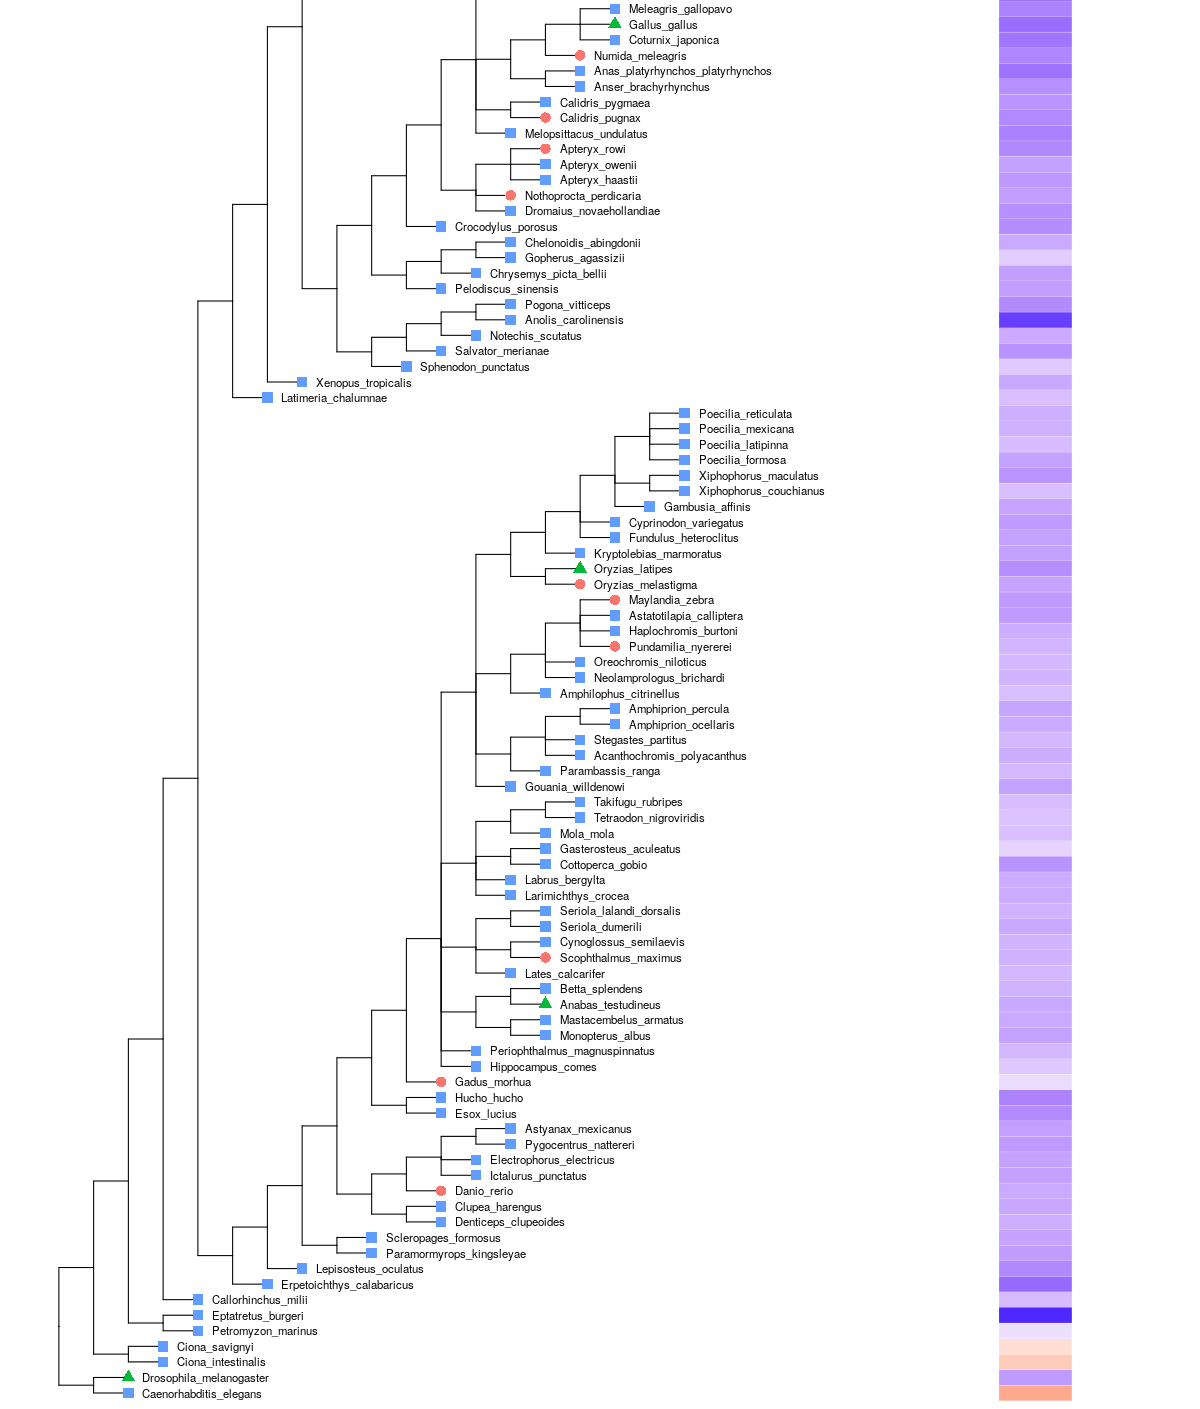 Meleagris_gallopavo
Gallus_gallus
Coturnix_japonica
Numida_meleagris
Anas_platyrhynchos_platyrhynchos
Anser_brachyrhynchus
Calidris_pygmaea
Calidris_pugnax
Melopsittacus_undulatus
Apteryx_rowi
Apteryx_owenii
Apteryx_haastii
Nothoprocta_perdicaria
Dromaius_novaehollandiae
Crocodylus_porosus
Chelonoidis_abingdonii
Gopherus_agassizii
Chrysemys_picta_bellii
Pelodiscus_sinensis
Pogona_vitticeps
Anolis_carolinensis
Notechis_scutatus
Salvator_merianae
Sphenodon_punctatus
Xenopus_tropicalis
Latimeria_chalumnae
Poecilia_reticulata
Poecilia_mexicana
Poecilia_latipinna
Poecilia_formosa
Xiphophorus_maculatus
Xiphophorus_couchianus
Gambusia_affinis
Cyprinodon_variegatus
Fundulus_heteroclitus
Kryptolebias_marmoratus
Oryzias_latipes
Oryzias_melastigma
Maylandia_zebra
Astatotilapia_calliptera
Haplochromis_burtoni
Pundamilia_nyererei
Oreochromis_niloticus
Neolamprologus_brichardi
Amphilophus_citrinellus
Amphiprion_percula
Amphiprion_ocellaris
Stegastes_partitus
Acanthochromis_polyacanthus
Parambassis_ranga
Gouania_willdenowi
Takifugu_rubripes
Tetraodon_nigroviridis
Mola_mola
Gasterosteus_aculeatus
Cottoperca_gobio
Labrus_bergylta
Larimichthys_crocea
Seriola_lalandi_dorsalis
Seriola_dumerili
Cynoglossus_semilaevis
Scophthalmus_maximus
Lates_calcarifer
Betta_splendens
Anabas_testudineus
Mastacembelus_armatus
Monopterus_albus
Periophthalmus_magnuspinnatus
Hippocampus_comes
Gadus_morhua
Hucho_hucho
Esox_lucius
Astyanax_mexicanus
Pygocentrus_nattereri
Electrophorus_electricus
Ictalurus_punctatus
Danio_rerio
Clupea_harengus
Denticeps_clupeoides
Scleropages_formosus
Paramormyrops_kingsleyae
Lepisosteus_oculatus
Erpetoichthys_calabaricus
Callorhinchus_milii
Eptatretus_burgeri
Petromyzon_marinus
Ciona_savignyi
Ciona_intestinalis
Drosophila_melanogaster
Caenorhabditis_elegans